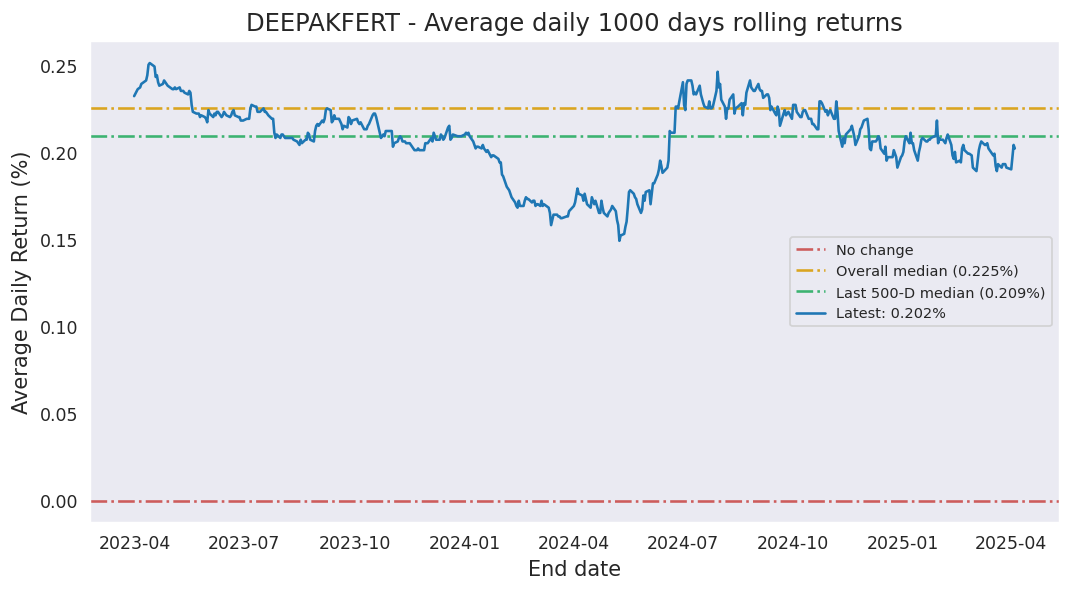 DEEPAKFERT - Average daily 1000 days rolling returns
Average Daily Return (%)
0.25
0.20
0.15
0.10
0.05
0.00
No change
Overall median (0.225%)
Last 500-D median (0.209%)
Latest: 0.202%
2023-04 2023-07 2023-10 2024-01 2024-04 2024-07 2024-10 2025-01 2025-04
End date